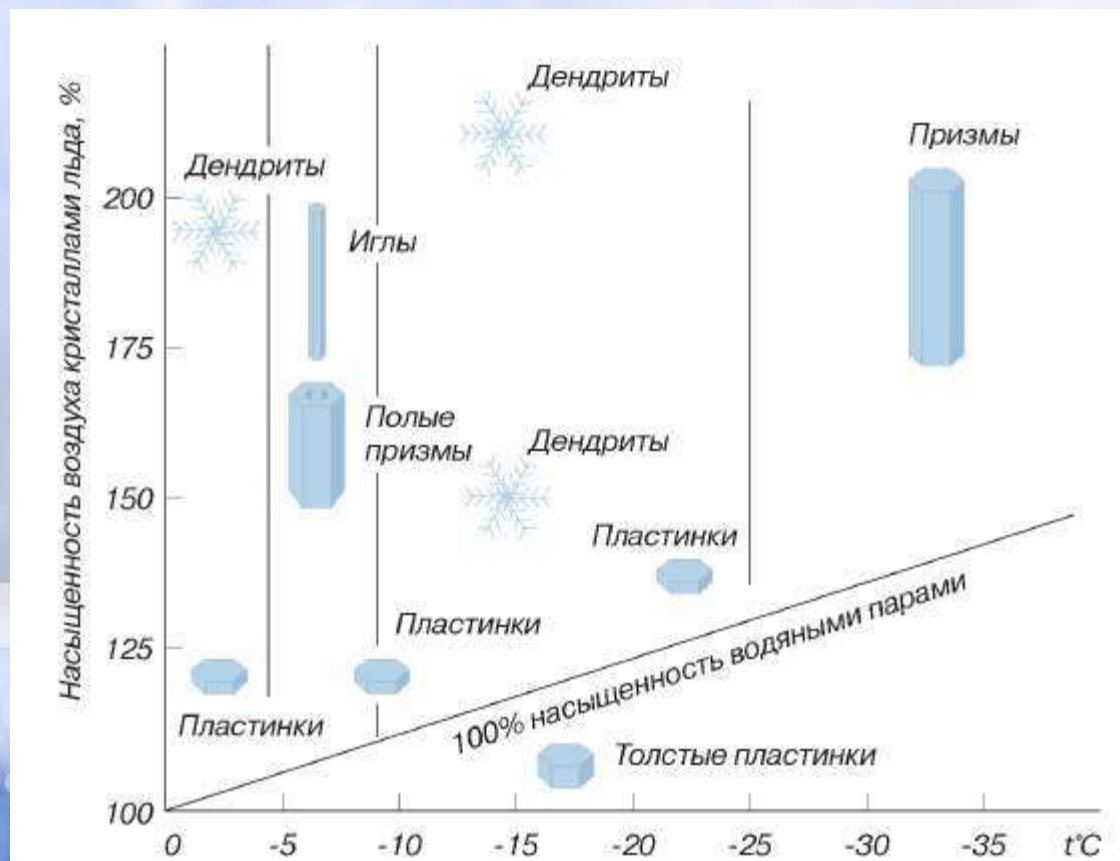 Насыщенность воздуха кристаллами льда, %
Дендриты
Призмы
Дендриты
200
Иглы
175
Полые
призмы
Дендриты
150
Пластинки
Пластинки
125
Пластинки
100% насыщенность водяными парами
Толстые пластинки
100
0 -5 -10 -15 -20 -25 -30 -35 t°C